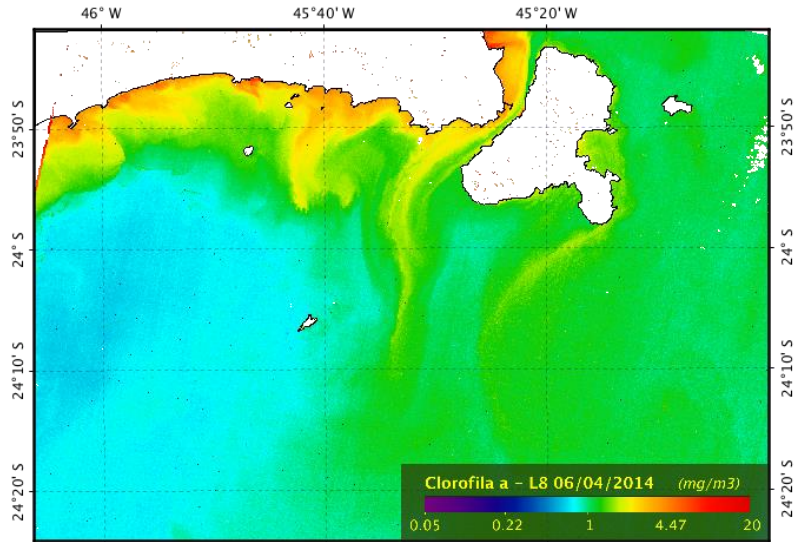 46° W 45°40' W 45°20' W
23°50' S 23°50' S
24° S 24° S
24°10' S 24°10' S
24°20' S 24°20' S
Clorofila a - L8 06/04/2014 (mg/m3)
0.05 0.22 1 4.47 20